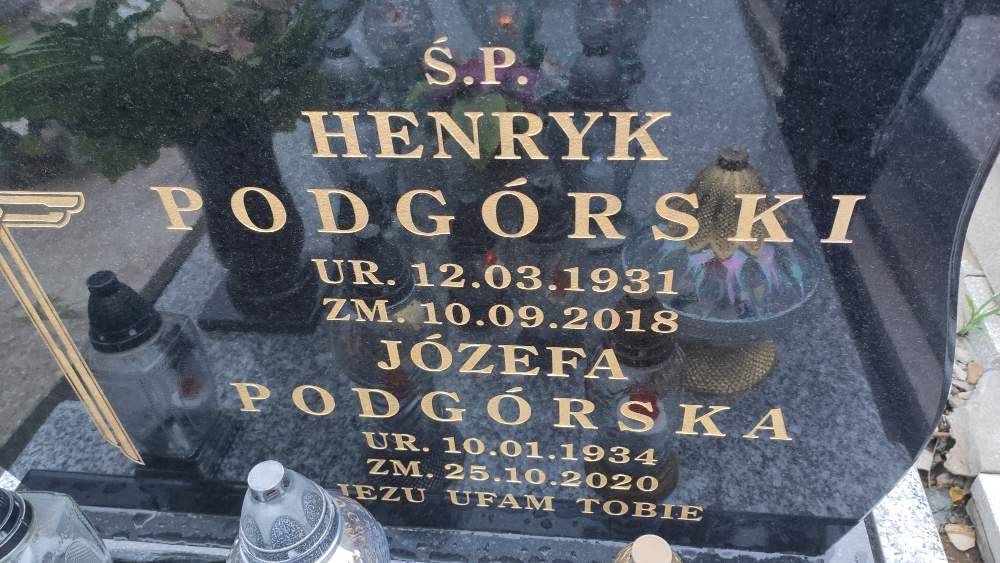 Ś.P.
HENRYK
PODGÓRSKI
UR. 12.03.1931
ZM. 10.09.2018
JÓZEFA
PODGÓRSKA
UR. 10.01.1934
ZM. 25.10.2020
JEZU UFAM TOBIE